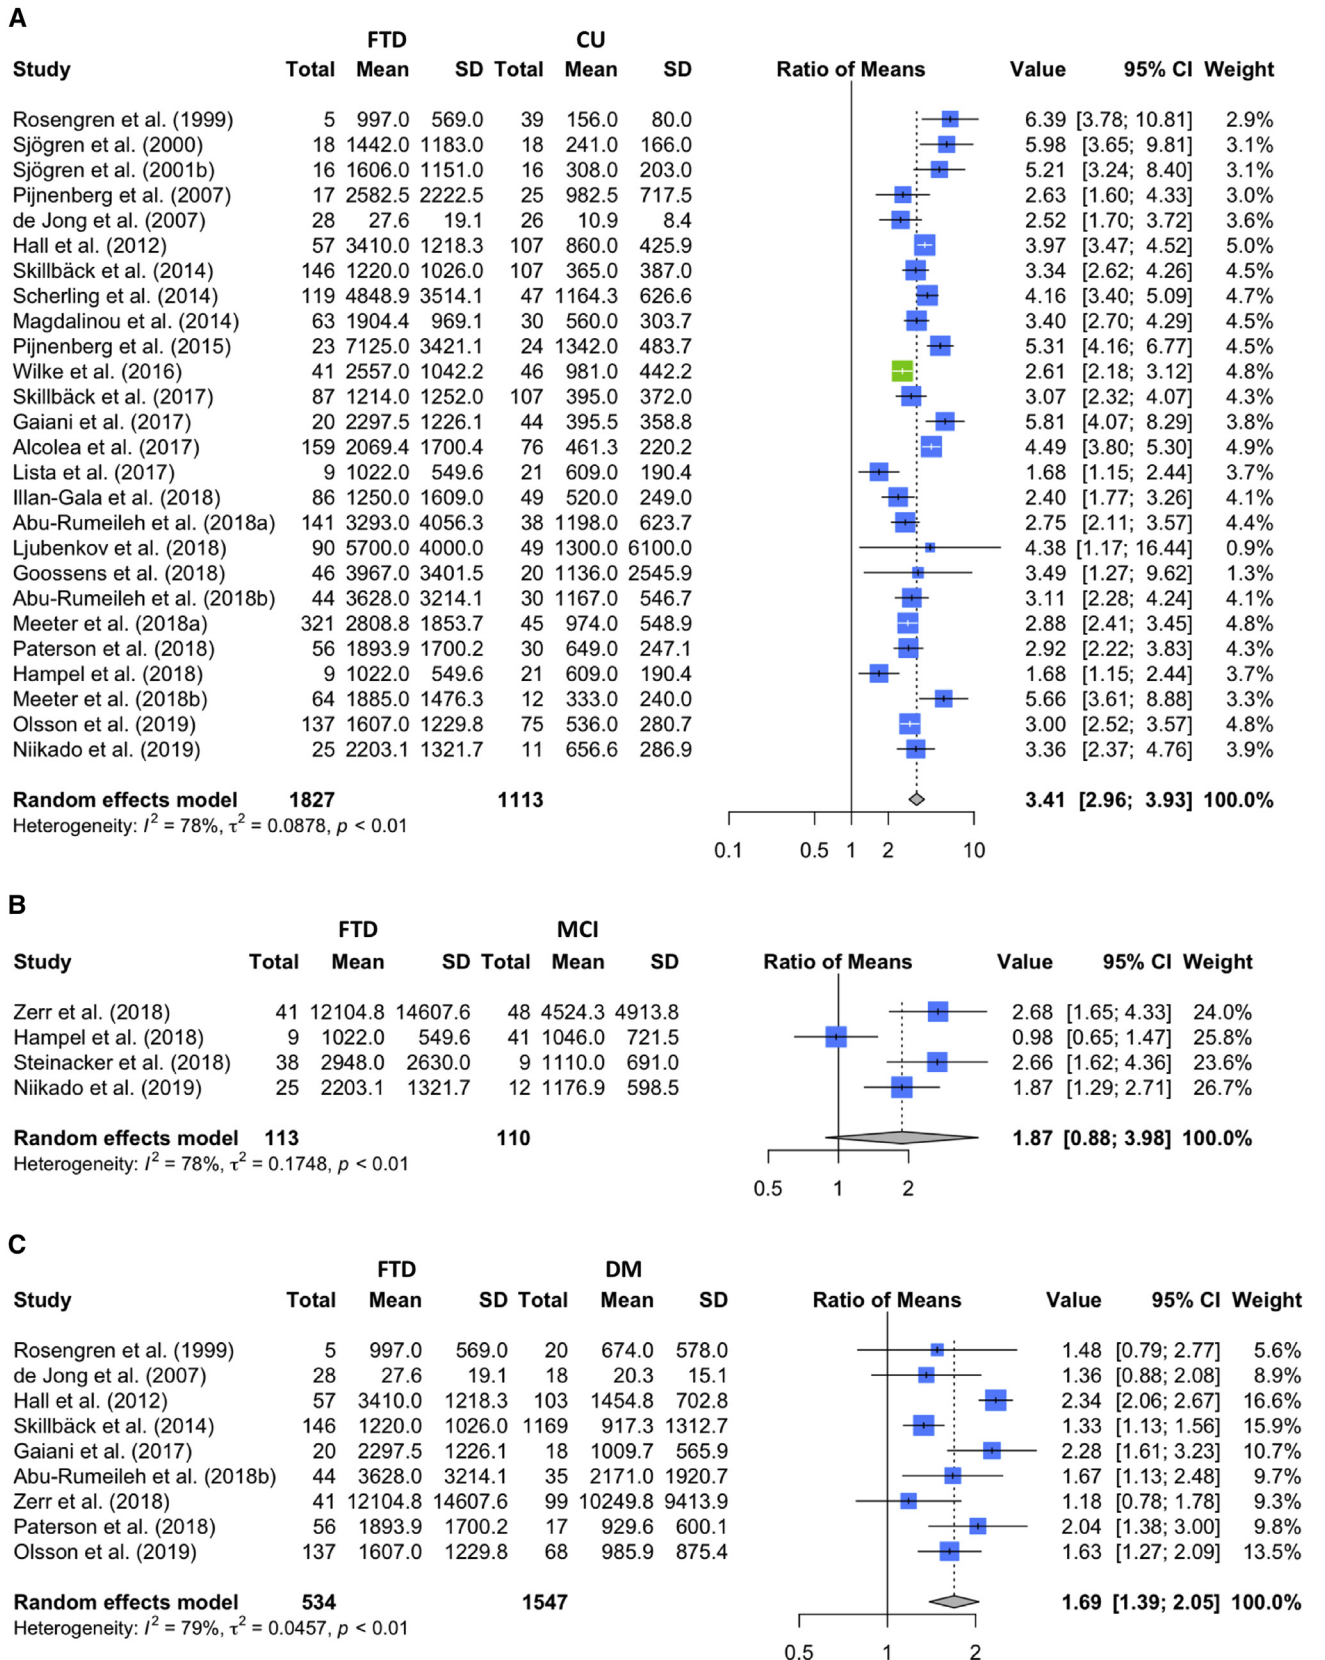 A
FTD CU
Study Total Mean SD Total Mean SD Ratio of Means Value 95% CI Weight
Rosengren et al. (1999) 5 997.0 569.0 39 156.0 80.0 6.39 [3.78; 10.81] 2.9%
Sjögren et al. (2000) 18 1442.0 1183.0 18 241.0 166.0 5.98 [3.65; 9.81] 3.1%
Sjögren et al. (2001b) 16 1606.0 1151.0 16 308.0 203.0 5.21 [3.24; 8.40] 3.1%
Pijnenberg et al. (2007) 17 2582.5 2222.5 25 982.5 717.5 2.63 [1.60; 4.33] 3.0%
de Jong et al. (2007) 28 27.6 19.1 26 10.9 8.4 2.52 [1.70; 3.72] 3.6%
Hall et al. (2012) 57 3410.0 1218.3 107 860.0 425.9 3.97 [3.47; 4.52] 5.0%
Skillbäck et al. (2014) 146 1220.0 1026.0 107 365.0 387.0 3.34 [2.62; 4.26] 4.5%
Scherling et al. (2014) 119 4848.9 3514.1 47 1164.3 626.6 4.16 [3.40; 5.09] 4.7%
Magdalinou et al. (2014) 63 1904.4 969.1 30 560.0 303.7 3.40 [2.70; 4.29] 4.5%
Pijnenberg et al. (2015) 23 7125.0 3421.1 24 1342.0 483.7 5.31 [4.16; 6.77] 4.5%
Wilke et al. (2016) 41 2557.0 1042.2 46 981.0 442.2 2.61 [2.18; 3.12] 4.8%
Skillbäck et al. (2017) 87 1214.0 1252.0 107 395.0 372.0 3.07 [2.32; 4.07] 4.3%
Gaiani et al. (2017) 20 2297.5 1226.1 44 395.5 358.8 5.81 [4.07; 8.29] 3.8%
Alcolea et al. (2017) 159 2069.4 1700.4 76 461.3 220.2 4.49 [3.80; 5.30] 4.9%
Lista et al. (2017) 9 1022.0 549.6 21 609.0 190.4 1.68 [1.15; 2.44] 3.7%
Illan-Gala et al. (2018) 86 1250.0 1609.0 49 520.0 249.0 2.40 [1.77; 3.26] 4.1%
Abu-Rumeileh et al. (2018a) 141 3293.0 4056.3 38 1198.0 623.7 2.75 [2.11; 3.57] 4.4%
Ljubenkov et al. (2018) 90 5700.0 4000.0 49 1300.0 6100.0 4.38 [1.17; 16.44] 0.9%
Goossens et al. (2018) 46 3967.0 3401.5 20 1136.0 2545.9 3.49 [1.27; 9.62] 1.3%
Abu-Rumeileh et al. (2018b) 44 3628.0 3214.1 30 1167.0 546.7 3.11 [2.28; 4.24] 4.1%
Meeter et al. (2018a) 321 2808.8 1853.7 45 974.0 548.9 2.88 [2.41; 3.45] 4.8%
Paterson et al. (2018) 56 1893.9 1700.2 30 649.0 247.1 2.92 [2.22; 3.83] 4.3%
Hampel et al. (2018) 9 1022.0 549.6 21 609.0 190.4 1.68 [1.15; 2.44] 3.7%
Meeter et al. (2018b) 64 1885.0 1476.3 12 333.0 240.0 5.66 [3.61; 8.88] 3.3%
Olsson et al. (2019) 137 1607.0 1229.8 75 536.0 280.7 3.00 [2.52; 3.57] 4.8%
Niikado et al. (2019) 25 2203.1 1321.7 11 656.6 286.9 3.36 [2.37; 4.76] 3.9%
Random effects model 1827 1113 3.41 [2.96; 3.93] 100.0%
Heterogeneity: I² = 78%, τ² = 0.0878, p < 0.01
0.1 0.5 1 2 10
B
FTD MCI
Study Total Mean SD Total Mean SD Ratio of Means Value 95% CI Weight
Zerr et al. (2018) 41 12104.8 14607.6 48 4524.3 4913.8 2.68 [1.65; 4.33] 24.0%
Hampel et al. (2018) 9 1022.0 549.6 41 1046.0 721.5 0.98 [0.65; 1.47] 25.8%
Steinacker et al. (2018) 38 2948.0 2630.0 9 1110.0 691.0 2.66 [1.62; 4.36] 23.6%
Niikado et al. (2019) 25 2203.1 1321.7 12 1176.9 598.5 1.87 [1.29; 2.71] 26.7%
Random effects model 113 110 1.87 [0.88; 3.98] 100.0%
Heterogeneity: I² = 78%, τ² = 0.1748, p < 0.01
0.5 1 2
C
FTD DM
Study Total Mean SD Total Mean SD Ratio of Means Value 95% CI Weight
Rosengren et al. (1999) 5 997.0 569.0 20 674.0 578.0 1.48 [0.79; 2.77] 5.6%
de Jong et al. (2007) 28 27.6 19.1 18 20.3 15.1 1.36 [0.88; 2.08] 8.9%
Hall et al. (2012) 57 3410.0 1218.3 103 1454.8 702.8 2.34 [2.06; 2.67] 16.6%
Skillbäck et al. (2014) 146 1220.0 1026.0 1169 917.3 1312.7 1.33 [1.13; 1.56] 15.9%
Gaiani et al. (2017) 20 2297.5 1226.1 18 1009.7 565.9 2.28 [1.61; 3.23] 10.7%
Abu-Rumeileh et al. (2018b) 44 3628.0 3214.1 35 2171.0 1920.7 1.67 [1.13; 2.48] 9.7%
Zerr et al. (2018) 41 12104.8 14607.6 99 10249.8 9413.9 1.18 [0.78; 1.78] 9.3%
Paterson et al. (2018) 56 1893.9 1700.2 17 929.6 600.1 2.04 [1.38; 3.00] 9.8%
Olsson et al. (2019) 137 1607.0 1229.8 68 985.9 875.4 1.63 [1.27; 2.09] 13.5%
Random effects model 534 1547 1.69 [1.39; 2.05] 100.0%
Heterogeneity: I² = 79%, τ² = 0.0457, p < 0.01
0.5 1 2